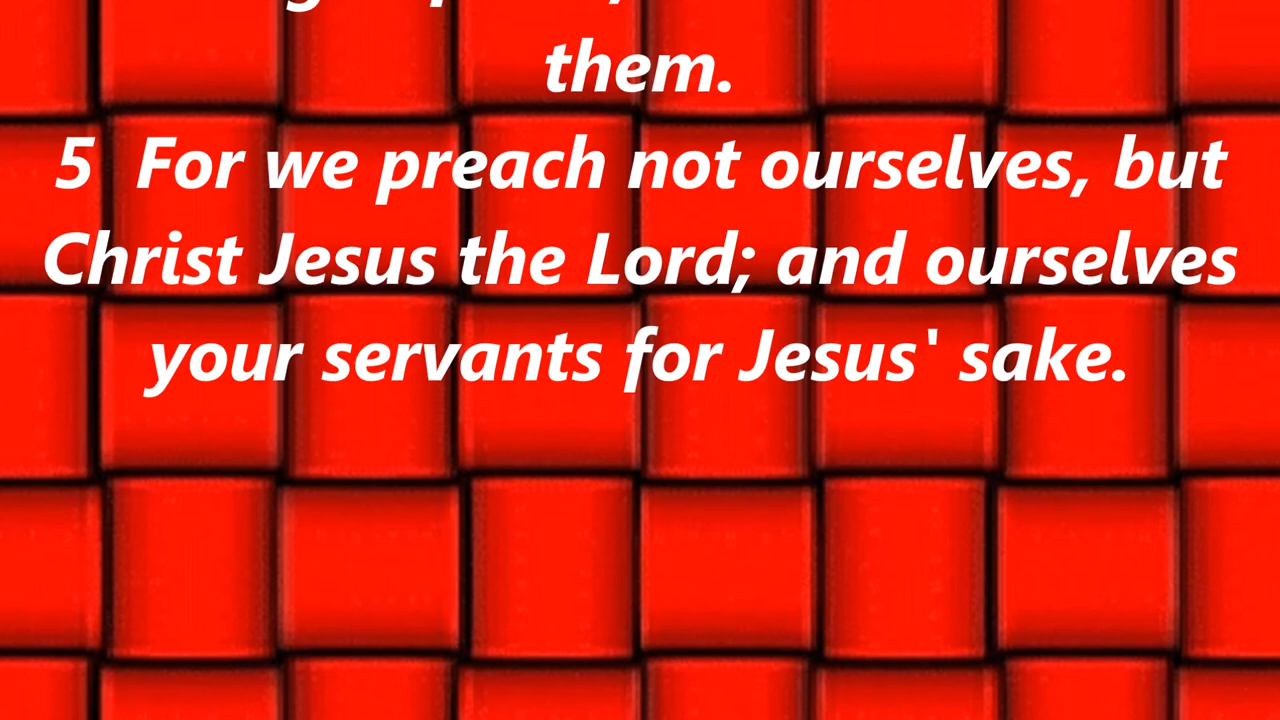 them.
5 For we preach not ourselves, but
Christ Jesus the Lord; and ourselves
your servants for Jesus' sake.